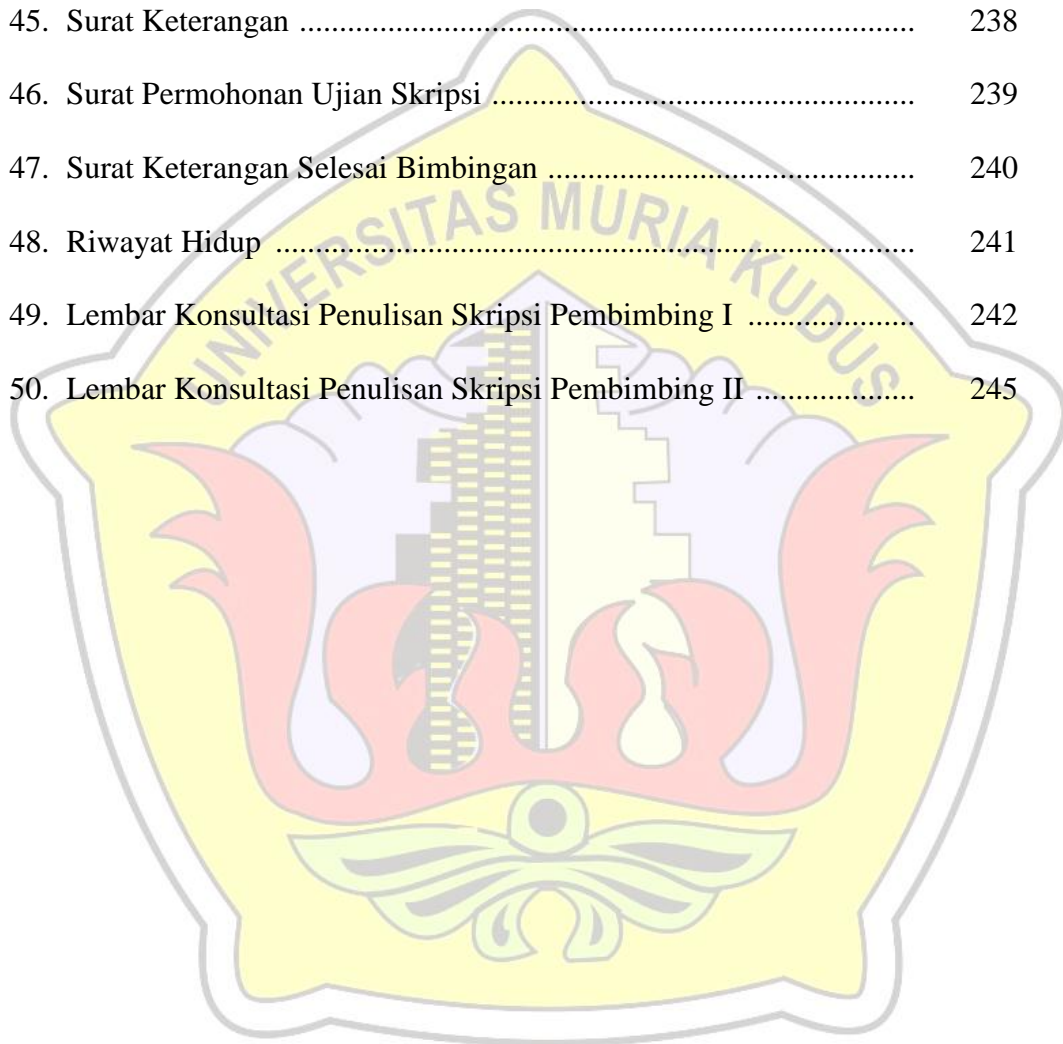 45. Surat Keterangan ........................................................................... 238
46. Surat Permohonan Ujian Skripsi .................................................... 239
47. Surat Keterangan Selesai Bimbingan ............................................. 240
48. Riwayat Hidup .............................................................................. 241
49. Lembar Konsultasi Penulisan Skripsi Pembimbing I .................... 242
50. Lembar Konsultasi Penulisan Skripsi Pembimbing II ................... 245
UNIVERSITAS MURIA KUDUS